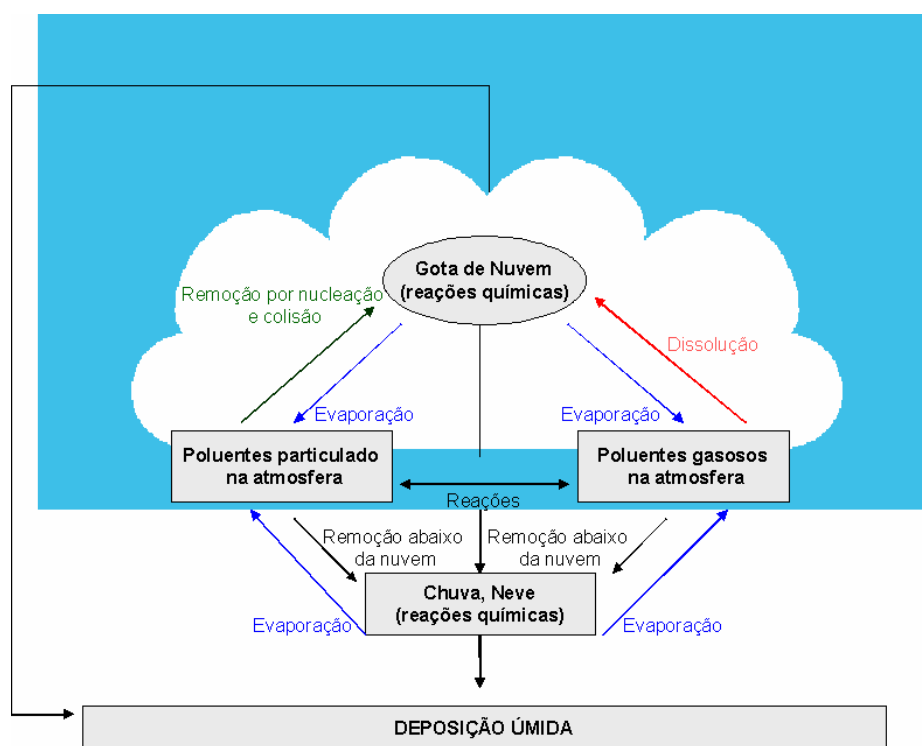 Gota de Nuvem
(reações químicas)
Remoção por nucleação
e colisão
Dissolução
Evaporação
Evaporação
Poluentes particulado
na atmosfera
Poluentes gasosos
na atmosfera
Reações
Remoção abaixo
da nuvem
Remoção abaixo
da nuvem
Chuva, Neve
(reações químicas)
Evaporação
Evaporação
DEPOSIÇÃO ÚMIDA